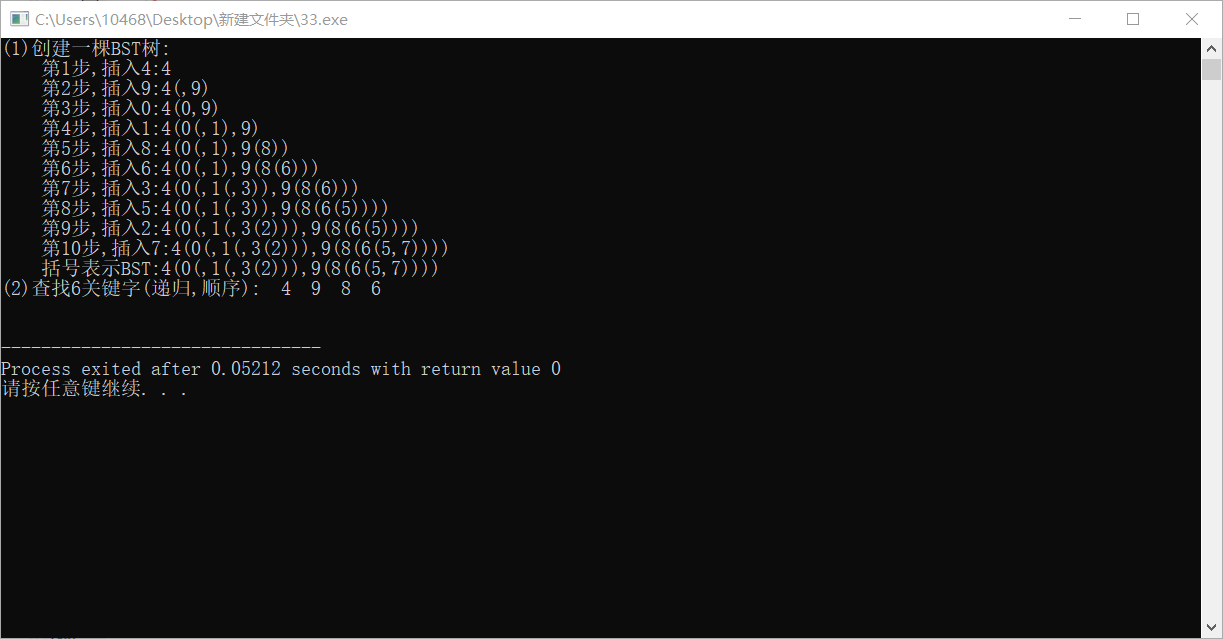 C:\Users\10468\Desktop\新建文件夹\33.exe
(1)创建一棵BST树:
第1步,插入4:4
第2步,插入9:4(,9)
第3步,插入0:4(0,9)
第4步,插入1:4(0(,1),9)
第5步,插入8:4(0(,1),9(8))
第6步,插入6:4(0(,1),9(8(6)))
第7步,插入3:4(0(,1(,3)),9(8(6)))
第8步,插入5:4(0(,1(,3)),9(8(6(5))))
第9步,插入2:4(0(,1(,3(2))),9(8(6(5))))
第10步,插入7:4(0(,1(,3(2))),9(8(6(5,7))))
括号表示BST:4(0(,1(,3(2))),9(8(6(5,7))))
(2)查找6关键字(递归,顺序):  4  9  8  6
--------------------------------
Process exited after 0.05212 seconds with return value 0
请按任意键继续. . .